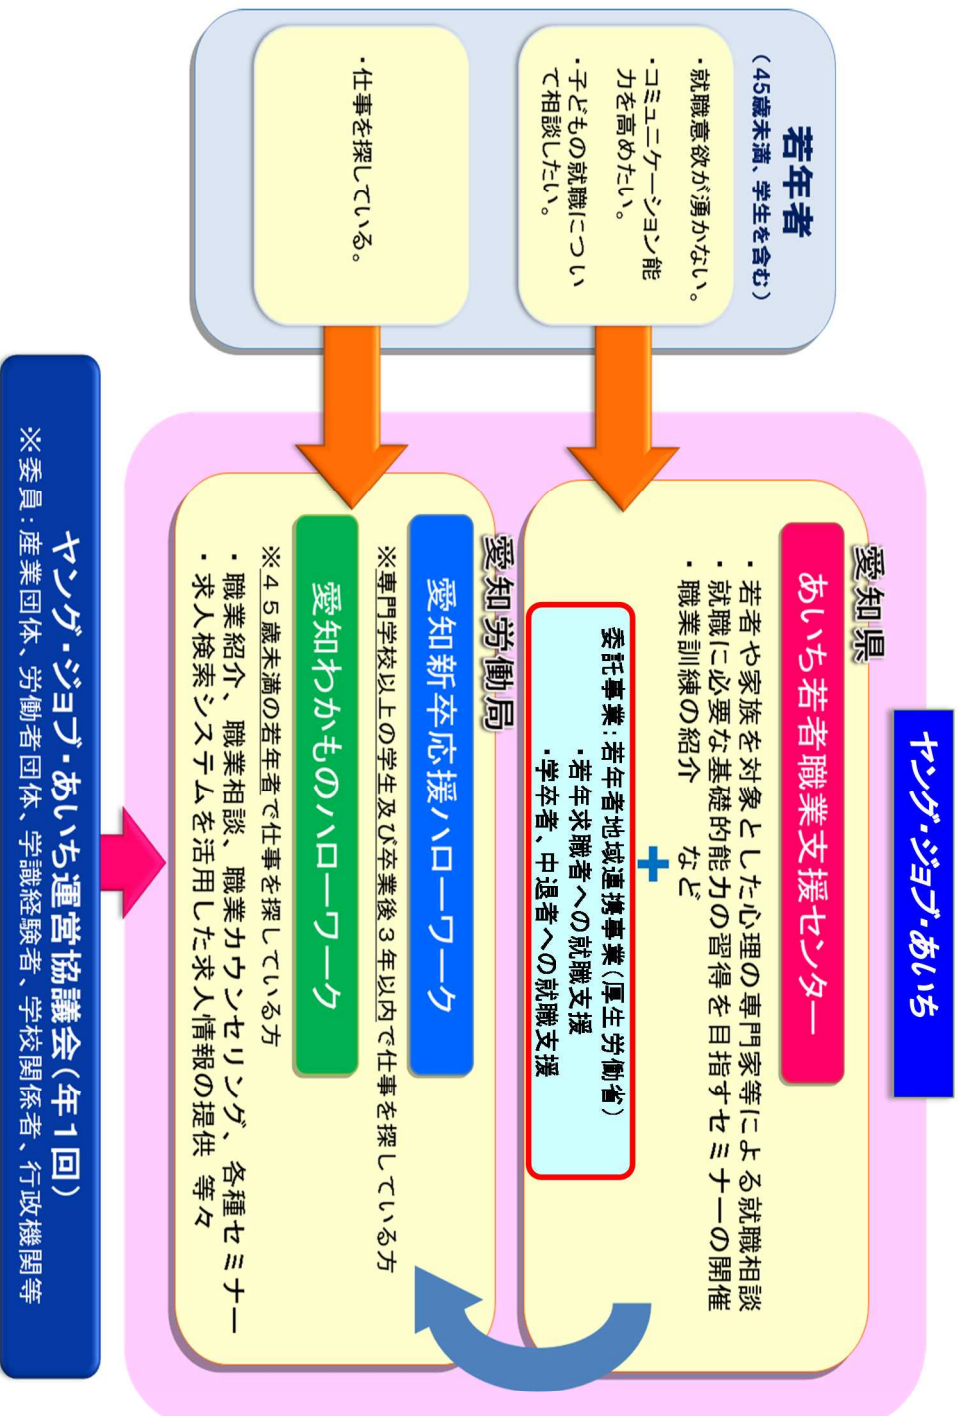 ヤング・ジョブ・あいち
若年者
（45歳未満、学生を含む）
・就職意欲が湧かない。
・コミュニケーション能
力を高めたい。
・子どもの就職につい
て相談したい。
・仕事を探している。
愛知県
あいち若者職業支援センター
・若者や家族を対象とした心理の専門家等による就職相談
・就職に必要な基礎的能力の習得を目指すセミナーの開催
・職業訓練の紹介　など
+
委託事業：若年者地域連携事業（厚生労働省）
・若年求職者への就職支援
・学卒者、中退者への就職支援
愛知労働局
愛知新卒応援ハローワーク
※専門学校以上の学生及び卒業後３年以内で仕事を探している方
愛知わかものハローワーク
※４５歳未満の若年者で仕事を探している方
・職業紹介、職業相談、職業カウンセリング、各種セミナー
・求人検索システムを活用した求人情報の提供 等々
ヤング・ジョブ・あいち運営協議会（年１回）
※委員：産業団体、労働者団体、学識経験者、学校関係者、行政機関等